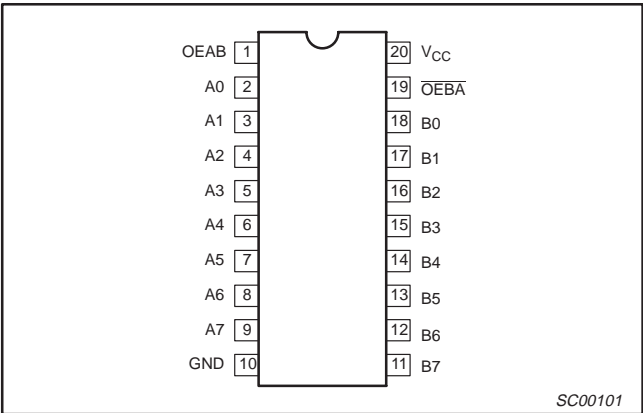 OEAB 1 20 VCC
A0 2 19 OEBA
A1 3 18 B0
A2 4 17 B1
A3 5 16 B2
A4 6 15 B3
A5 7 14 B4
A6 8 13 B5
A7 9 12 B6
GND 10 11 B7
SC00101